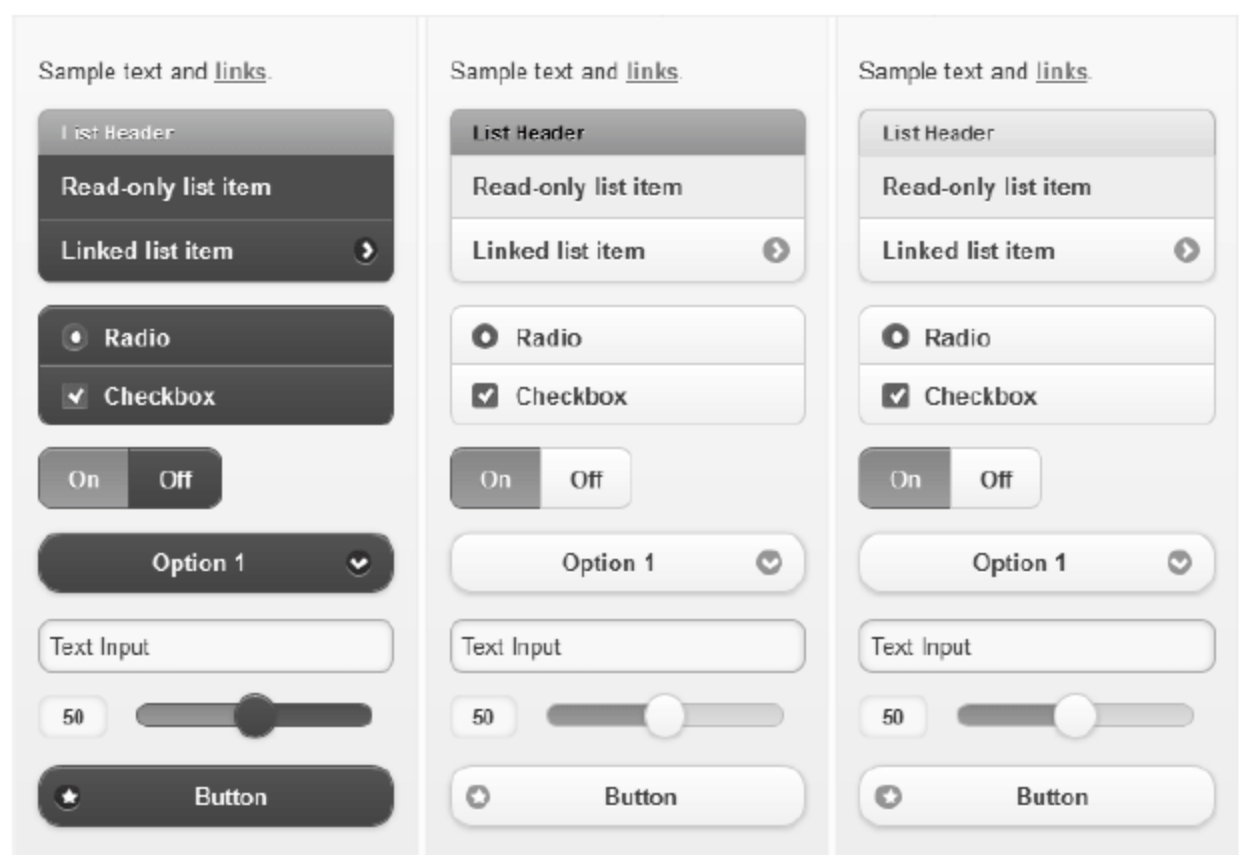 Sample text and links.
List Header
Read-only list item
Linked list item
Radio
Checkbox
On Off
Option 1
Text Input
50
Button
Sample text and links.
List Header
Read-only list item
Linked list item
Radio
Checkbox
On Off
Option 1
Text Input
50
Button
Sample text and links.
List Header
Read-only list item
Linked list item
Radio
Checkbox
On Off
Option 1
Text Input
50
Button